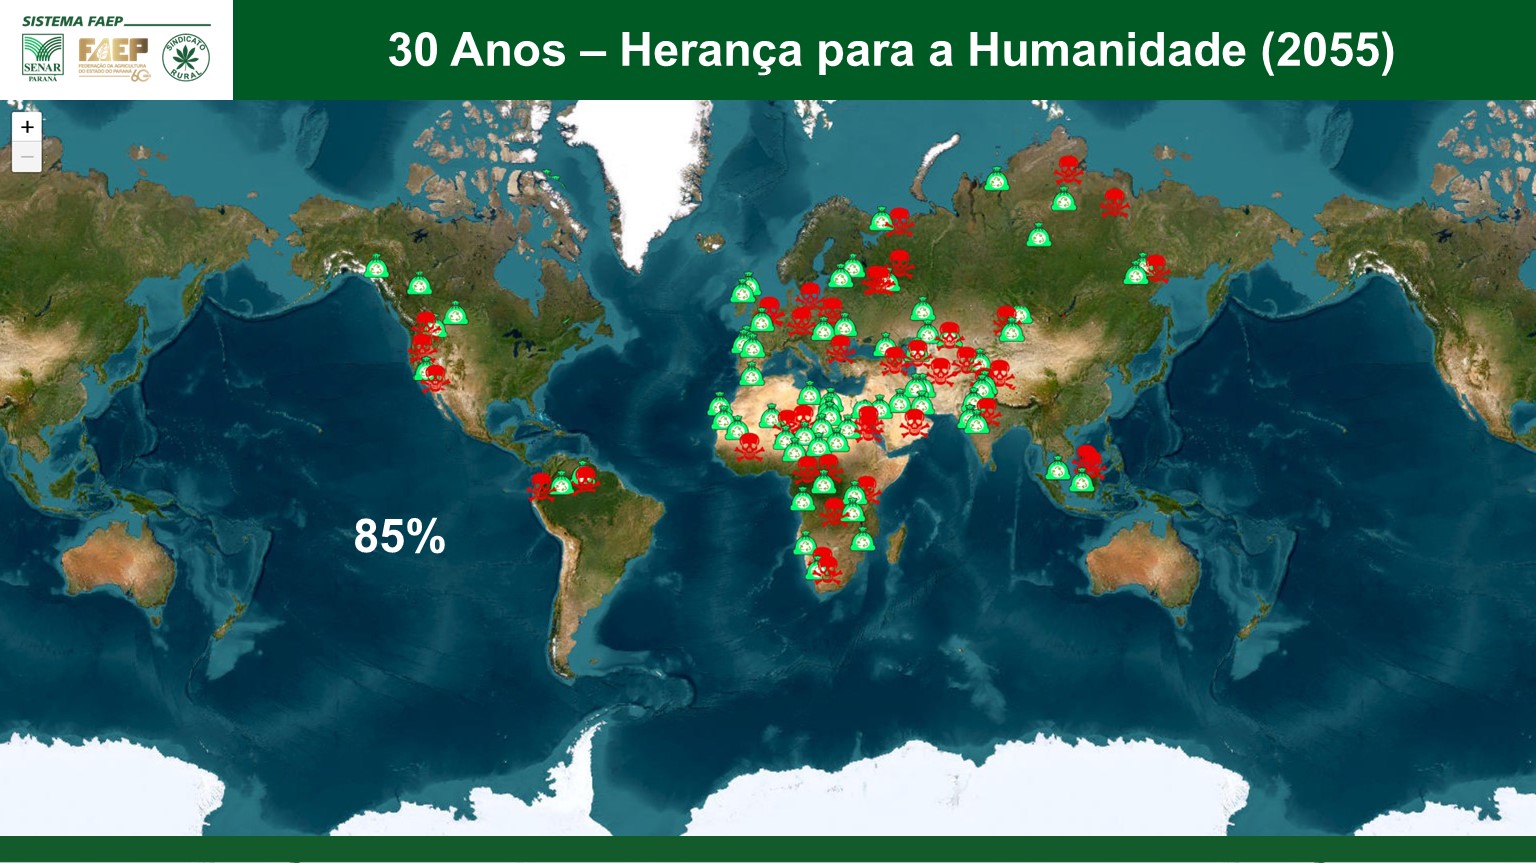 SISTEMA FAEP
30 Anos – Herança para a Humanidade (2055)
SENAR
PARANÁ
FAEP
FEDERAÇÃO DA AGRICULTURA
DO ESTADO DO PARANÁ
60
SINDICATO
RURAL
+
−
85%